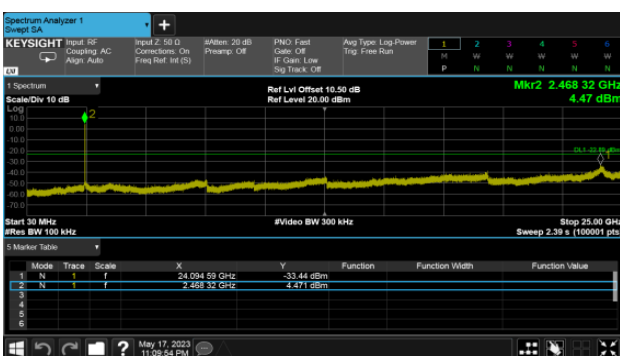 Spectrum Analyzer 1
Swept SA
KEYSIGHT Input: RF Input Z: 50 Ω #Atten: 20 dB PNO: Fast Avg Type: Log-Power 1 2 3 4 5 6
Coupling: AC Corrections: On Preamp: Off Gate: Off Trig: Free Run M W W W W W
Align: Auto Freq Ref: Int (S) IF Gain: Low P N N N N N
Sig Track: Off
1 Spectrum
Ref Lvl Offset 10.50 dB Mkr2 2.468 32 GHz
Scale/Div 10 dB Ref Level 20.00 dBm 4.47 dBm
Log
10.0
0.00
-10.0
-20.0
-30.0
-40.0
-50.0
-60.0
-70.0
2
1
Start 30 MHz #Video BW 300 kHz Stop 25.00 GHz
#Res BW 100 kHz Sweep 2.39 s (100001 pts)
5 Marker Table
Mode Trace Scale X Y Function Function Width Function Value
1 N 1 f 24.094 59 GHz -33.44 dBm
2 N 1 f 2.468 32 GHz 4.471 dBm
3
4
5
6
? May 17, 2023
11:09:54 PM